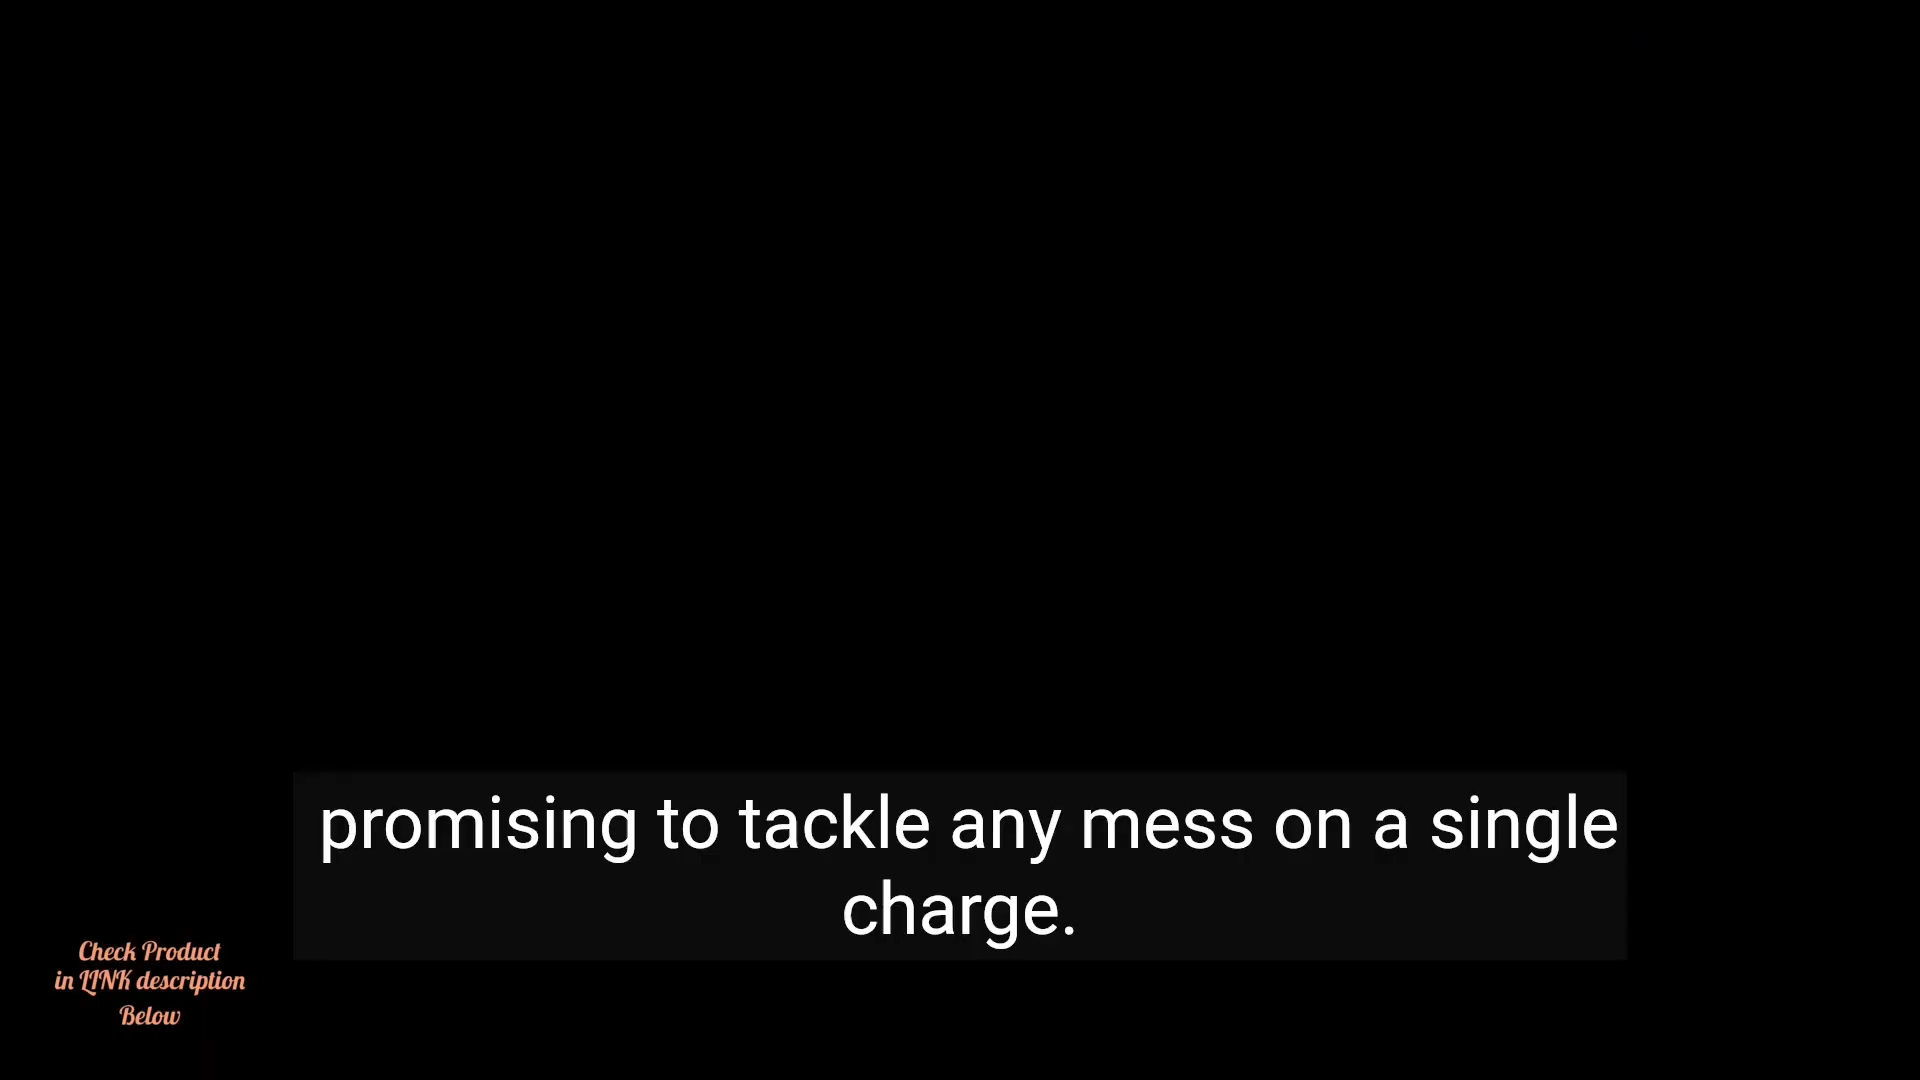 promising to tackle any mess on a single
charge.
Check Product
in LINK description
Below